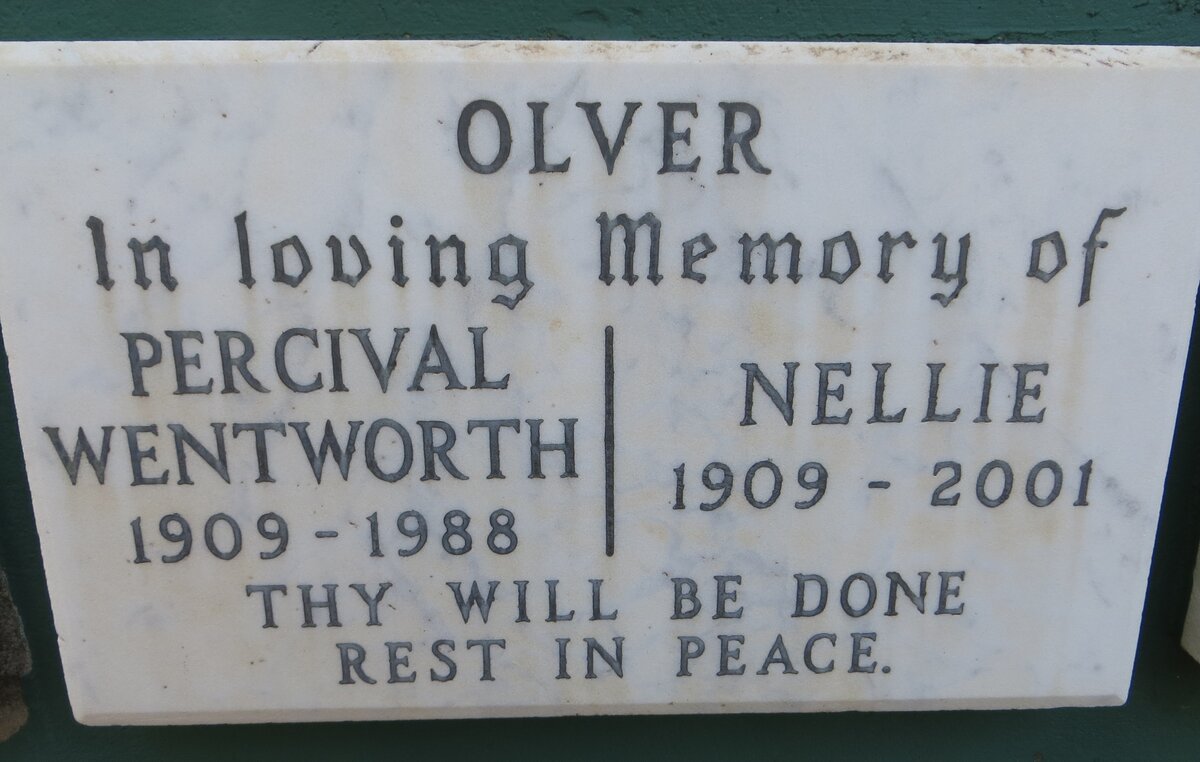 OLVER
In loving Memory of
PERCIVAL
WENTWORTH
1909 - 1988
NELLIE
1909 - 2001
THY WILL BE DONE
REST IN PEACE.